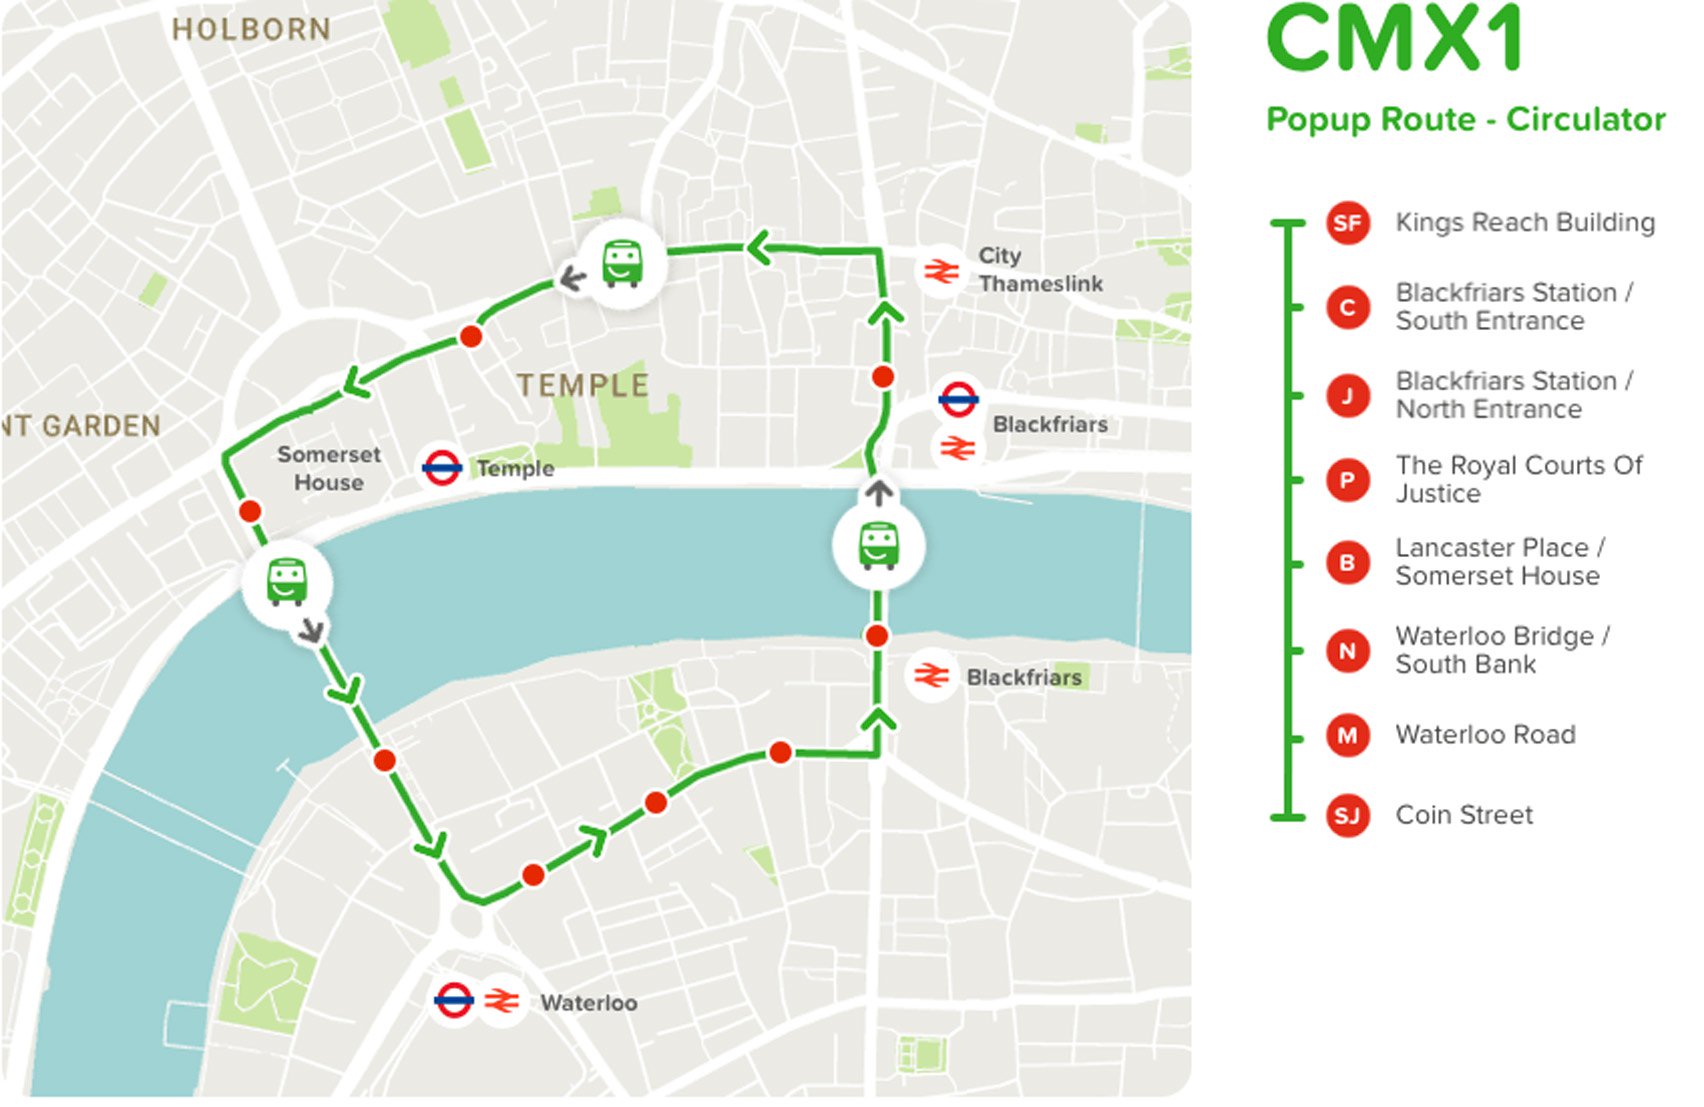 HOLBORN
City
Thameslink
TEMPLE
Blackfriars
NT GARDEN
Somerset
House
Temple
Blackfriars
Waterloo
CMX1
Popup Route - Circulator
SF Kings Reach Building
C Blackfriars Station /
South Entrance
J Blackfriars Station /
North Entrance
P The Royal Courts Of
Justice
B Lancaster Place /
Somerset House
N Waterloo Bridge /
South Bank
M Waterloo Road
SJ Coin Street